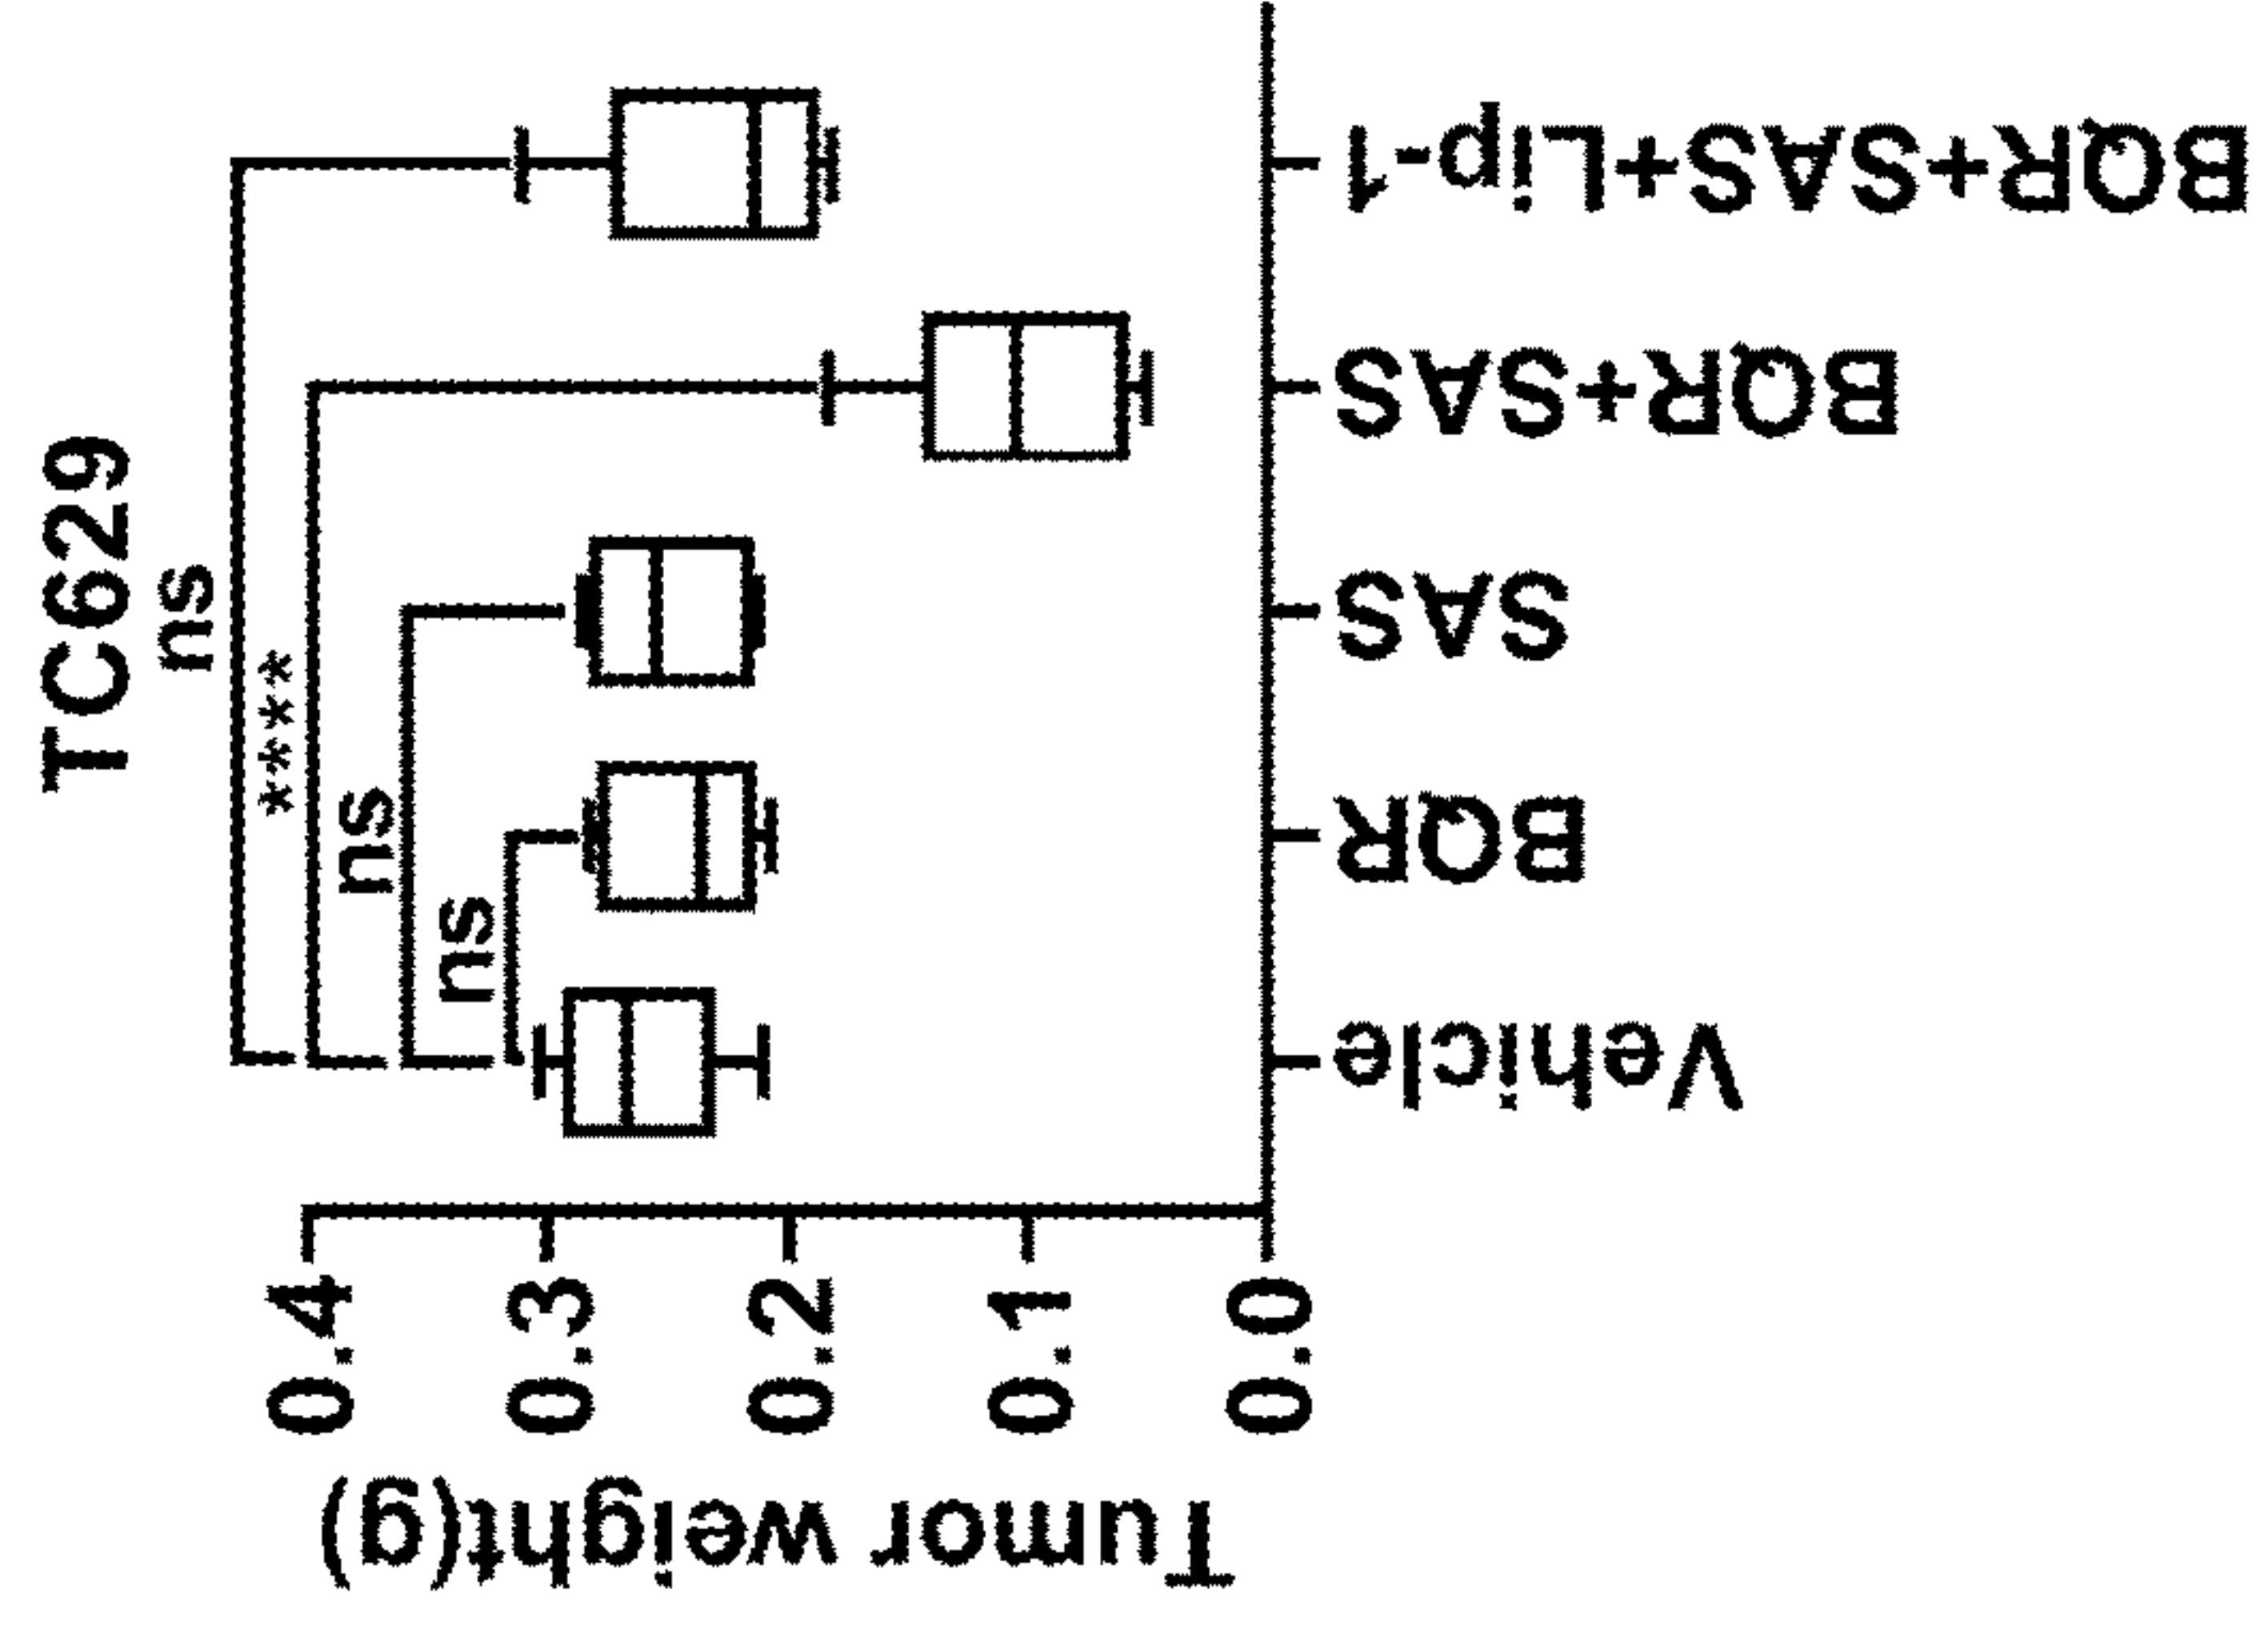 TC629
ns
****
ns
ns
Tumor weight(g)
0.4
0.3
0.2
0.1
0.0
Vehicle
BQR
SAS
BQR+SAS
BQR+SAS+Lip-1